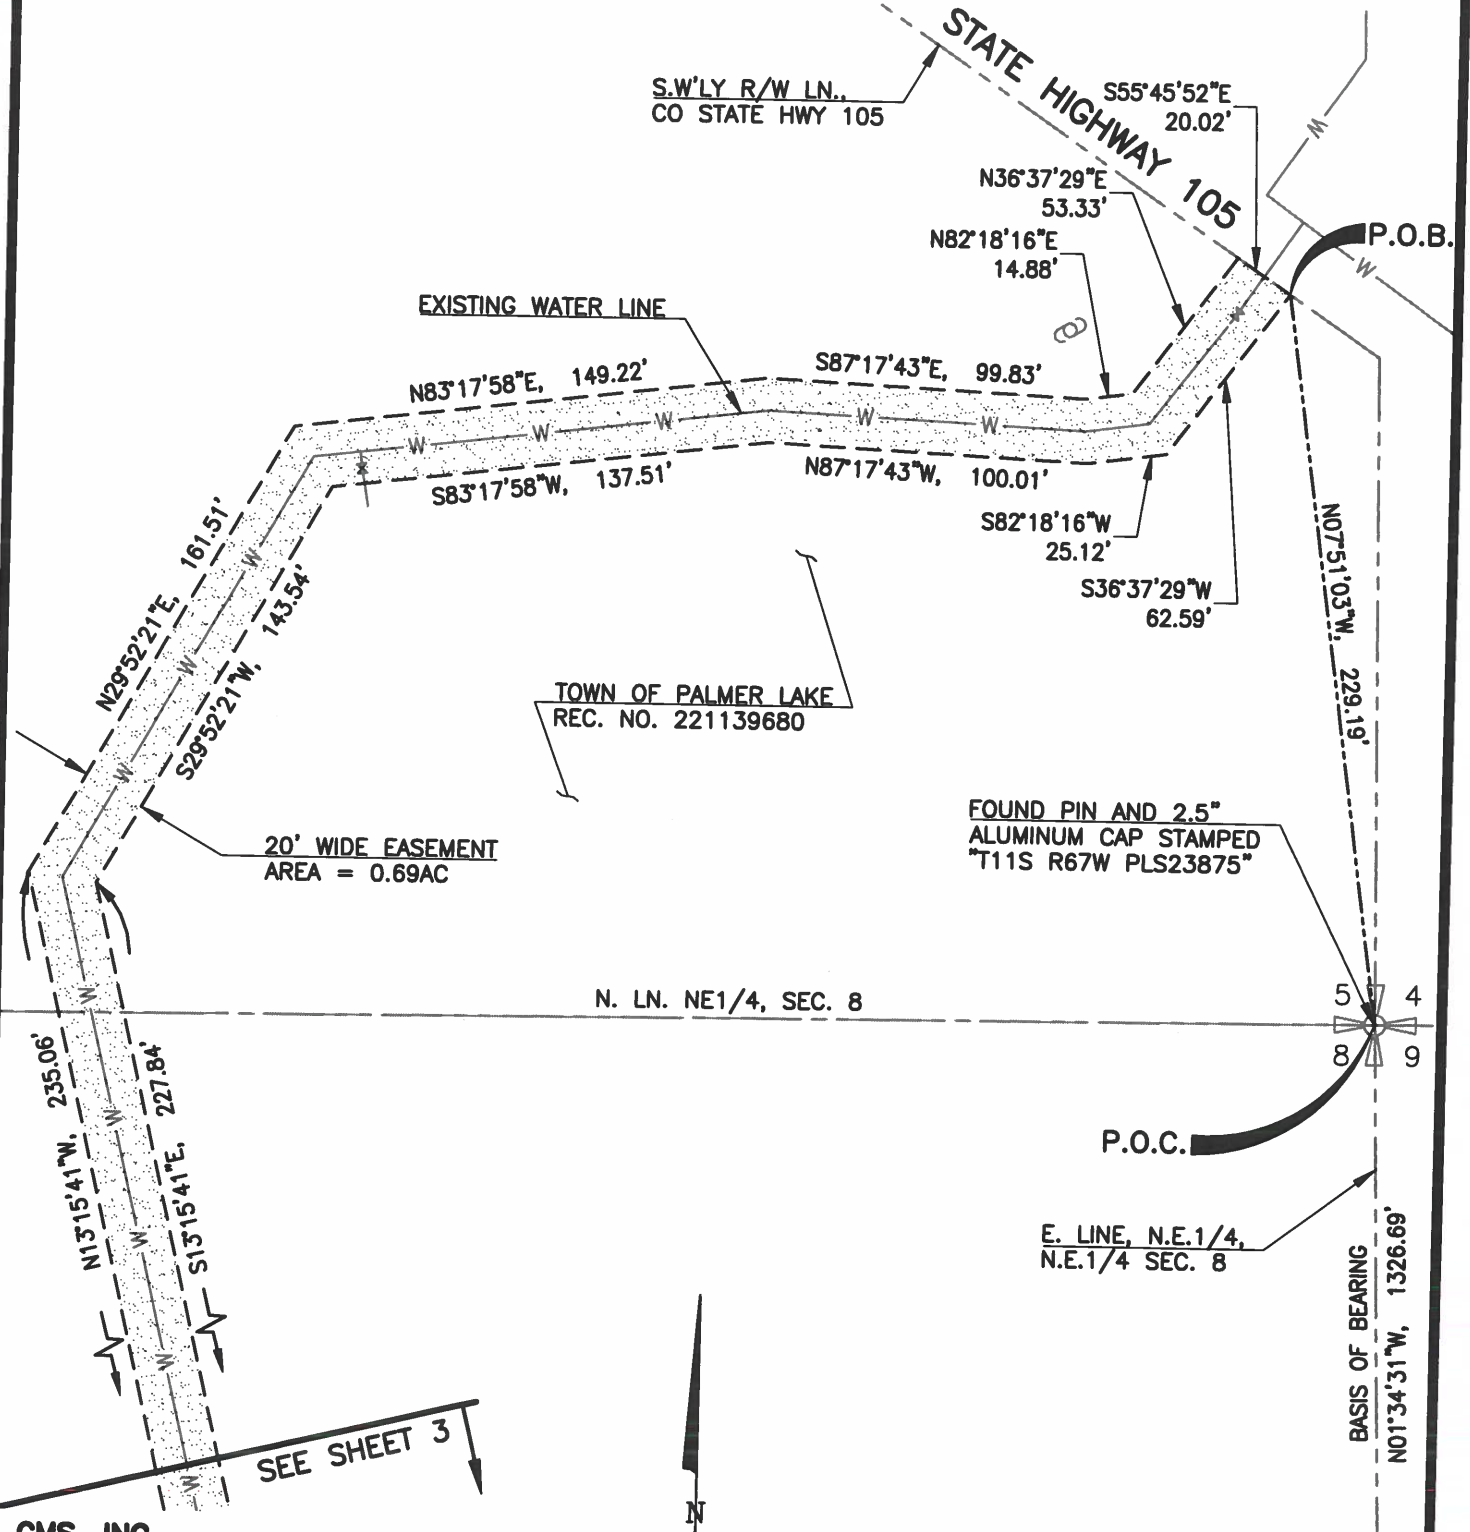 STATE HIGHWAY 105
S.W'LY R/W LN.,
CO STATE HWY 105
S55°45'52"E
20.02'
N36°37'29"E
53.33'
N82°18'16"E
14.88'
P.O.B.
W
W
EXISTING WATER LINE
N83°17'58"E, 149.22'
S87°17'43"E, 99.83'
W
W
W
W
W
S83°17'58"W, 137.51'
N87°17'43"W, 100.01'
S82°18'16"W
25.12'
S36°37'29"W
62.59'
N29°52'21"E, 161.51'
W
W
W
S29°52'21"W, 143.54'
N07°51'03"W, 229.19'
TOWN OF PALMER LAKE
REC. NO. 221139680
20' WIDE EASEMENT
AREA = 0.69AC
FOUND PIN AND 2.5"
ALUMINUM CAP STAMPED
"T11S R67W PLS23875"
N. LN. NE1/4, SEC. 8
5 4
8 9
P.O.C.
N13°15'41"W, 235.06'
W
W
W
W
W
S13°15'41"E, 227.84'
E. LINE, N.E.1/4,
N.E.1/4 SEC. 8
BASIS OF BEARING
N01°34'31"W, 1326.69'
SEE SHEET 3
N